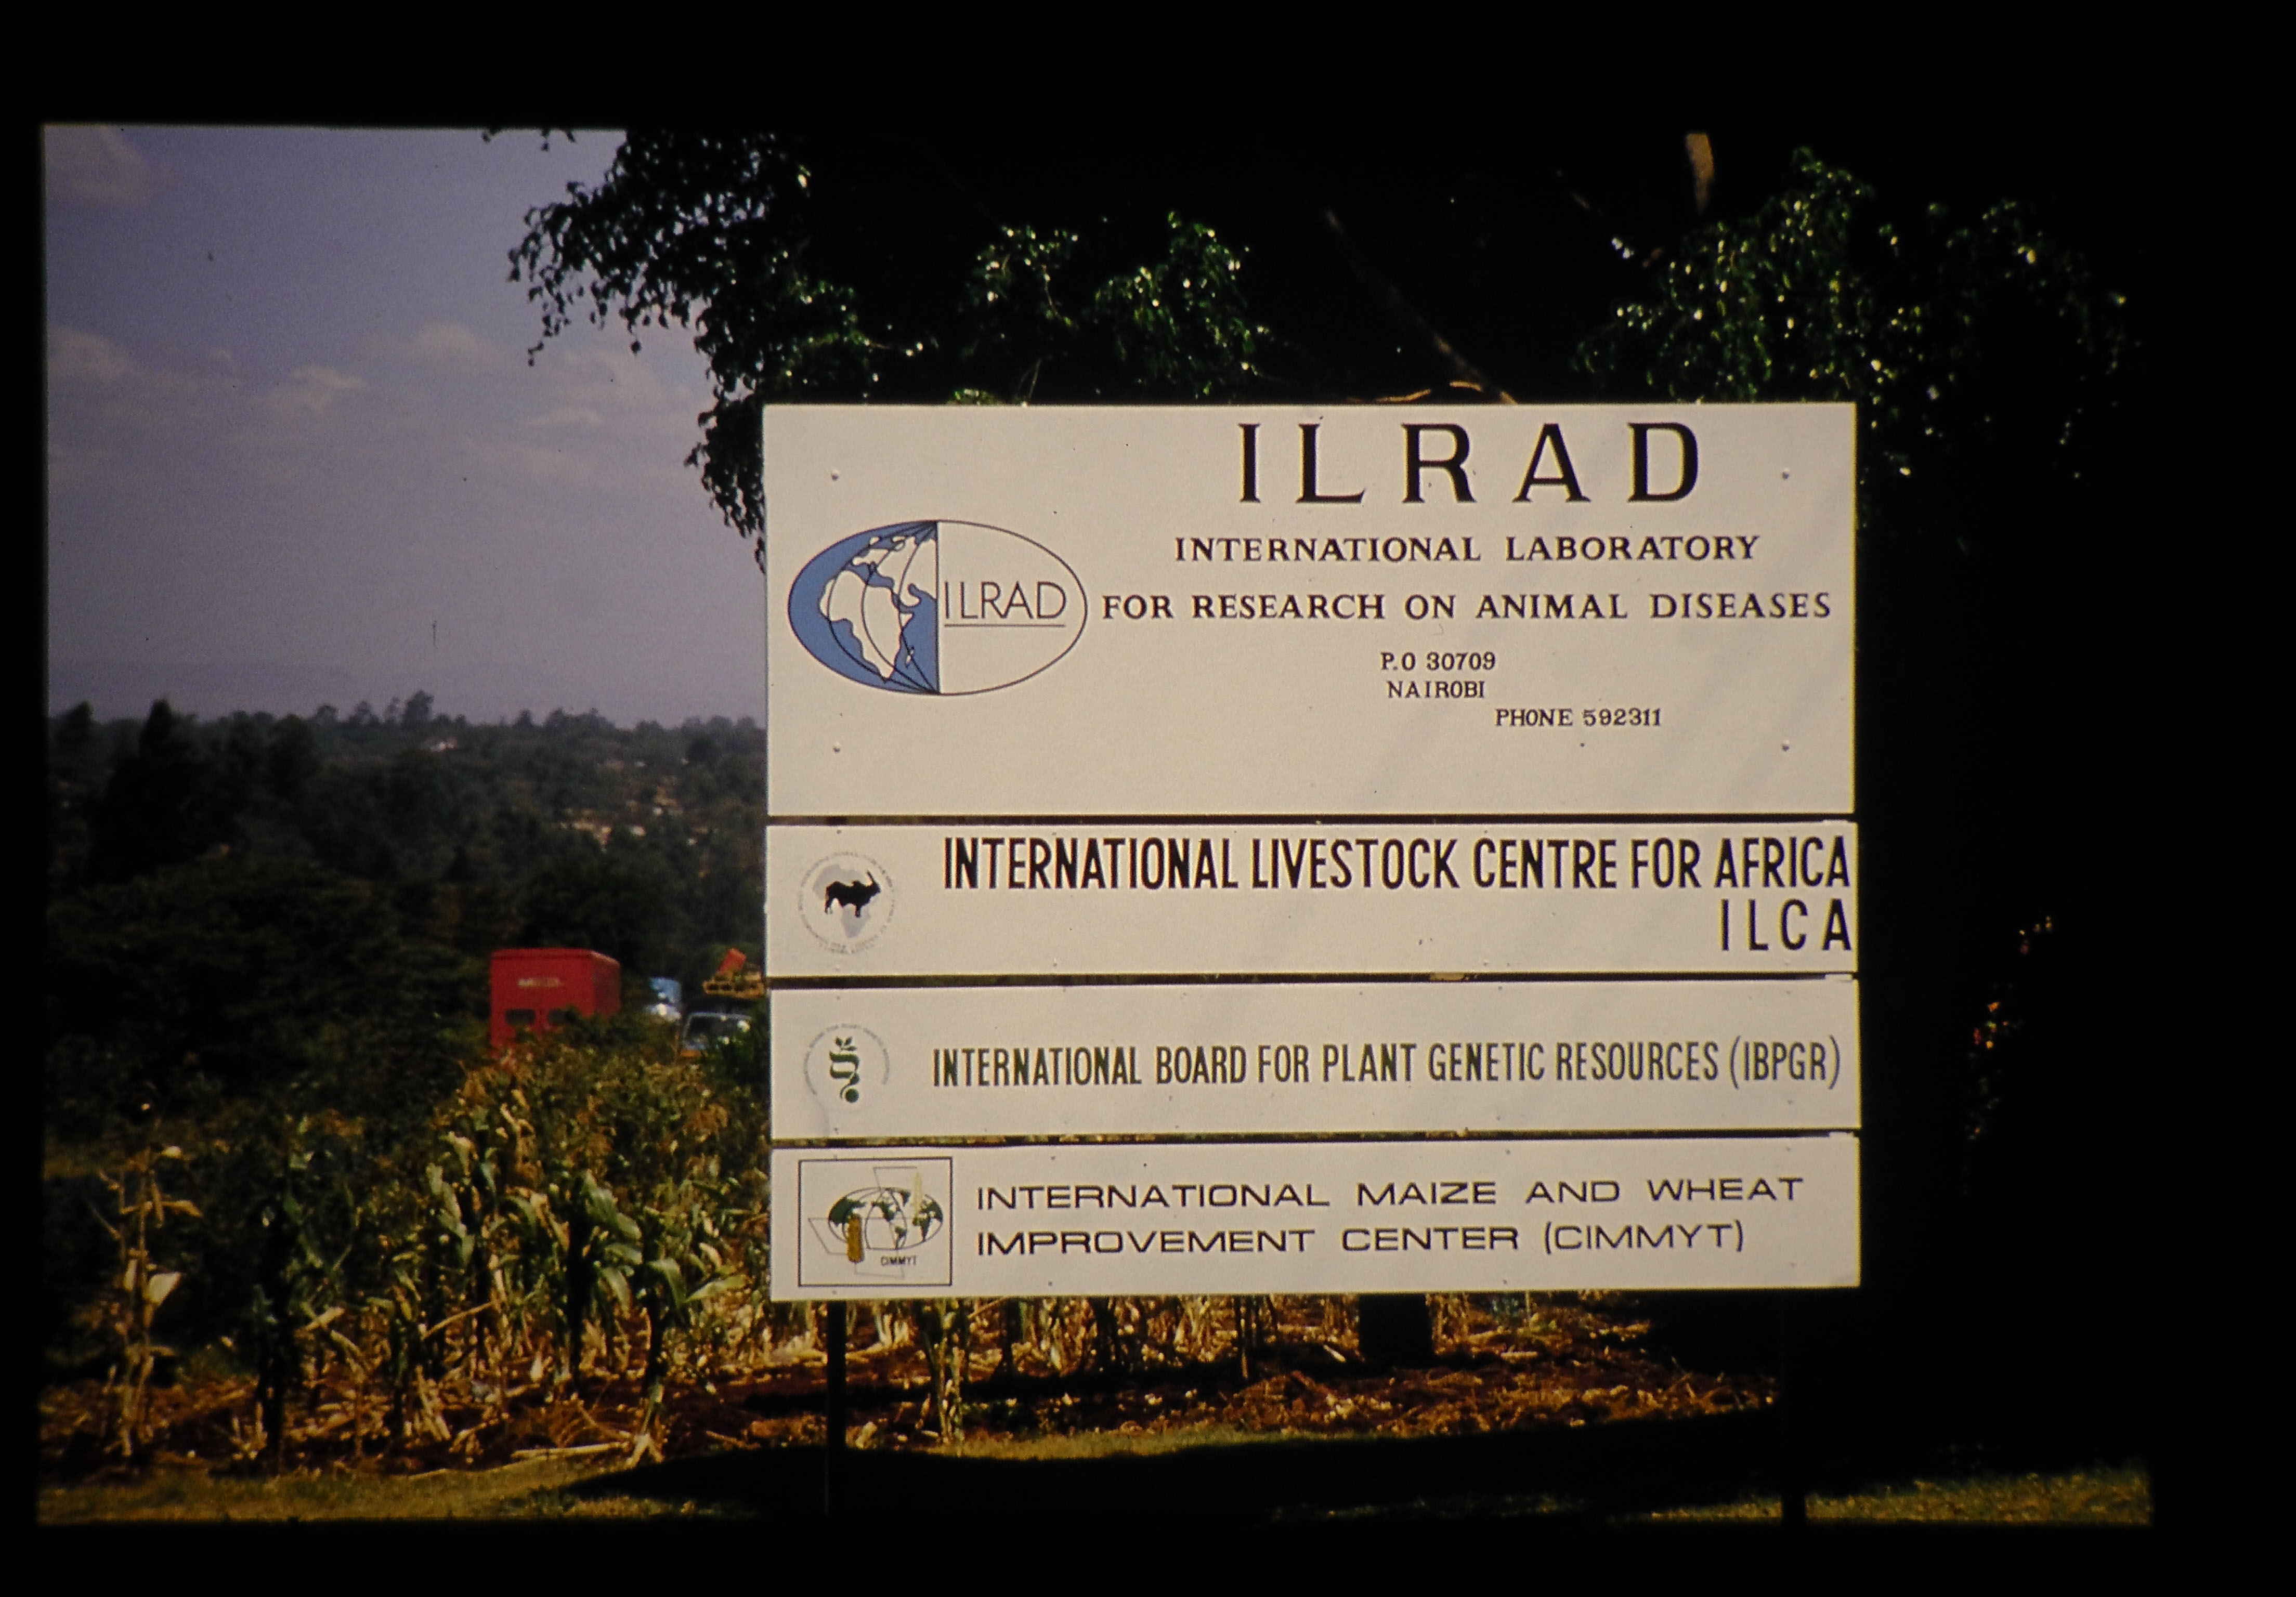 ILRAD
INTERNATIONAL LABORATORY
ILRAD
FOR RESEARCH ON ANIMAL DISEASES
P.O 30709
NAIROBI
PHONE 592311
INTERNATIONAL LIVESTOCK CENTRE FOR AFRICA
ILCA
INTERNATIONAL BOARD FOR PLANT GENETIC RESOURCES (IBPGR)
INTERNATIONAL MAIZE AND WHEAT
IMPROVEMENT CENTER (CIMMYT)
CIMMYT